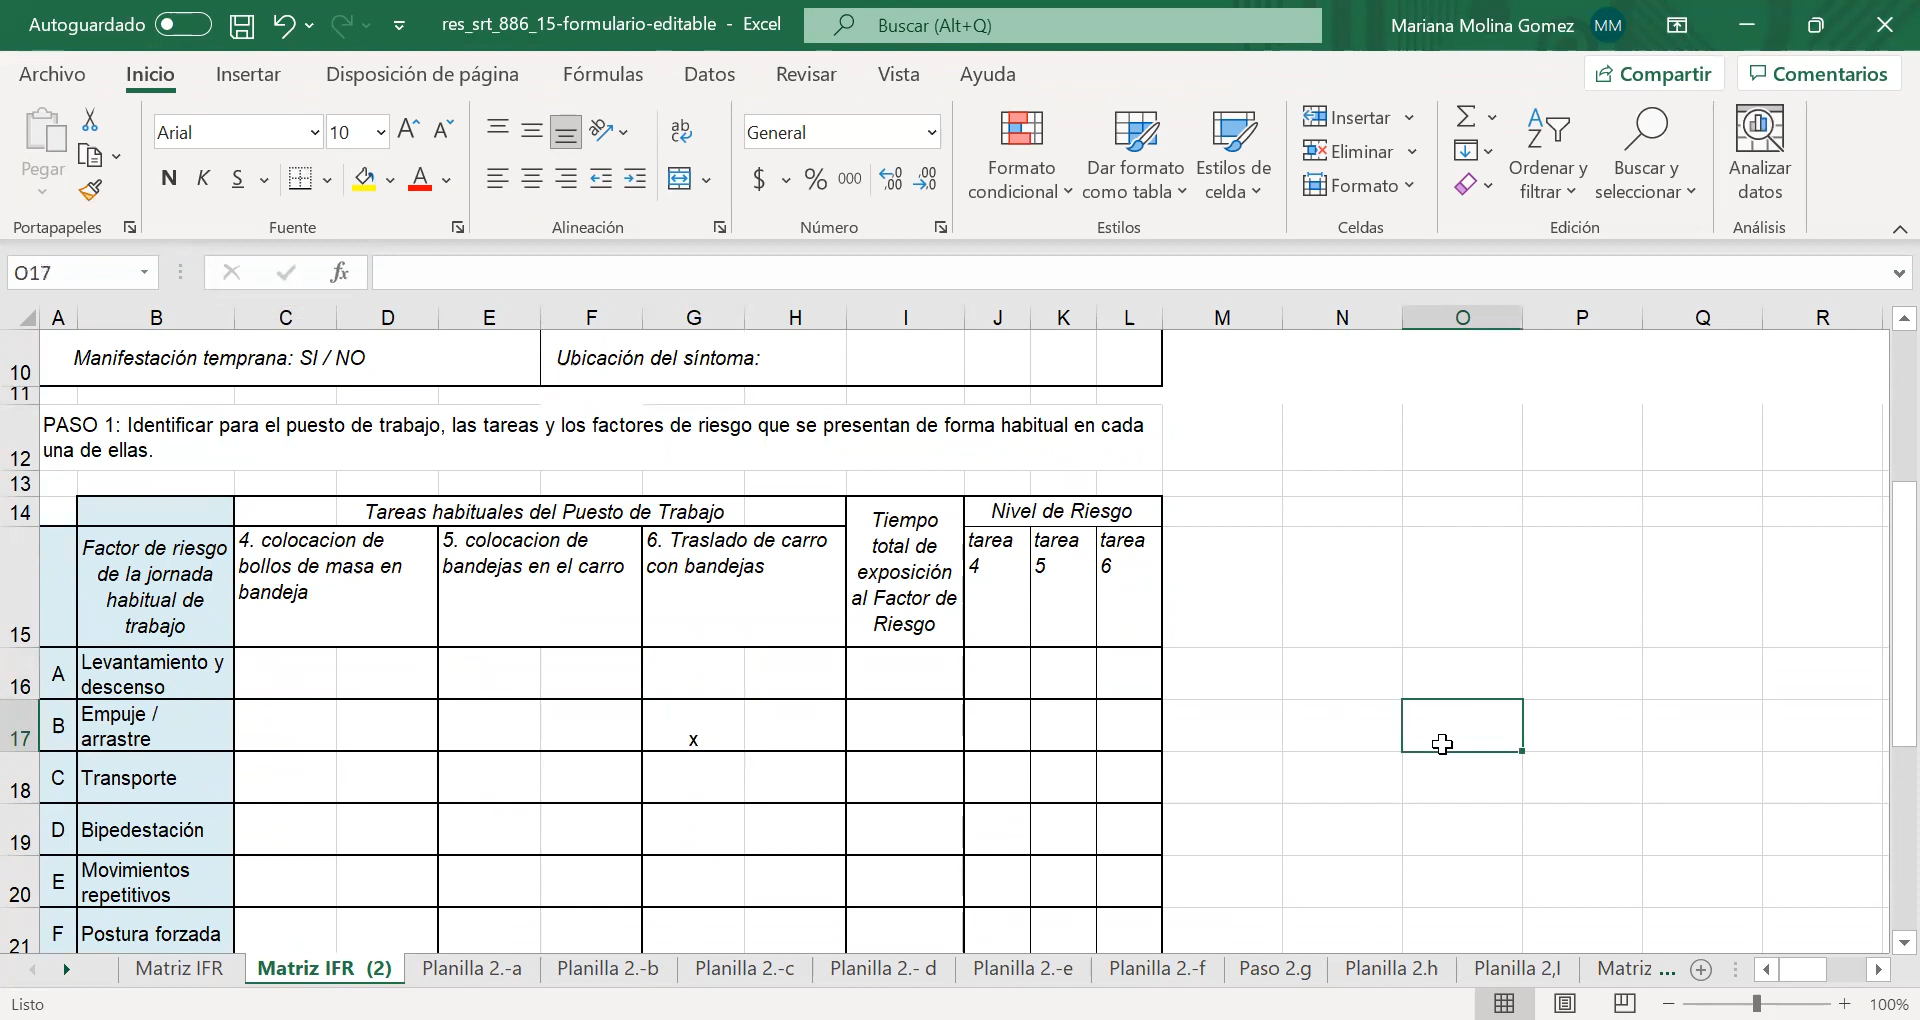 Autoguardado
res_srt_886_15-formulario-editable - Excel
Buscar (Alt+Q)
Mariana Molina Gomez MM
Archivo Inicio Insertar Disposición de página Fórmulas Datos Revisar Vista Ayuda
Compartir Comentarios
Pegar
Portapapeles
Arial 10
N K S
Fuente
ab
Alineación
General
$ % 000
Número
Formato condicional
Dar formato como tabla
Estilos de celda
Estilos
Insertar
Eliminar
Formato
Celdas
Ordenar y filtrar
Buscar y seleccionar
Edición
Analizar datos
Análisis
O17
fx
A B C D E F G H I J K L M N O P Q R
10 Manifestación temprana: SI / NO Ubicación del síntoma:
11
PASO 1: Identificar para el puesto de trabajo, las tareas y los factores de riesgo que se presentan de forma habitual en cada
12 una de ellas.
13
14 Tareas habituales del Puesto de Trabajo
Nivel de Riesgo
15
Factor de riesgo
de la jornada
habitual de
trabajo
4. colocacion de
bollos de masa en
bandeja
5. colocacion de
bandejas en el carro
6. Traslado de carro
con bandejas
Tiempo
total de
exposición
al Factor de
Riesgo
tarea
4
tarea
5
tarea
6
16 A Levantamiento y
descenso
17 B Empuje /
arrastre
x
18 C Transporte
19 D Bipedestación
20 E Movimientos
repetitivos
21 F Postura forzada
Matriz IFR Matriz IFR (2) Planilla 2.-a Planilla 2.-b Planilla 2.-c Planilla 2.- d Planilla 2.-e Planilla 2.-f Paso 2.g Planilla 2.h Planilla 2,I Matriz ...
Listo
100%